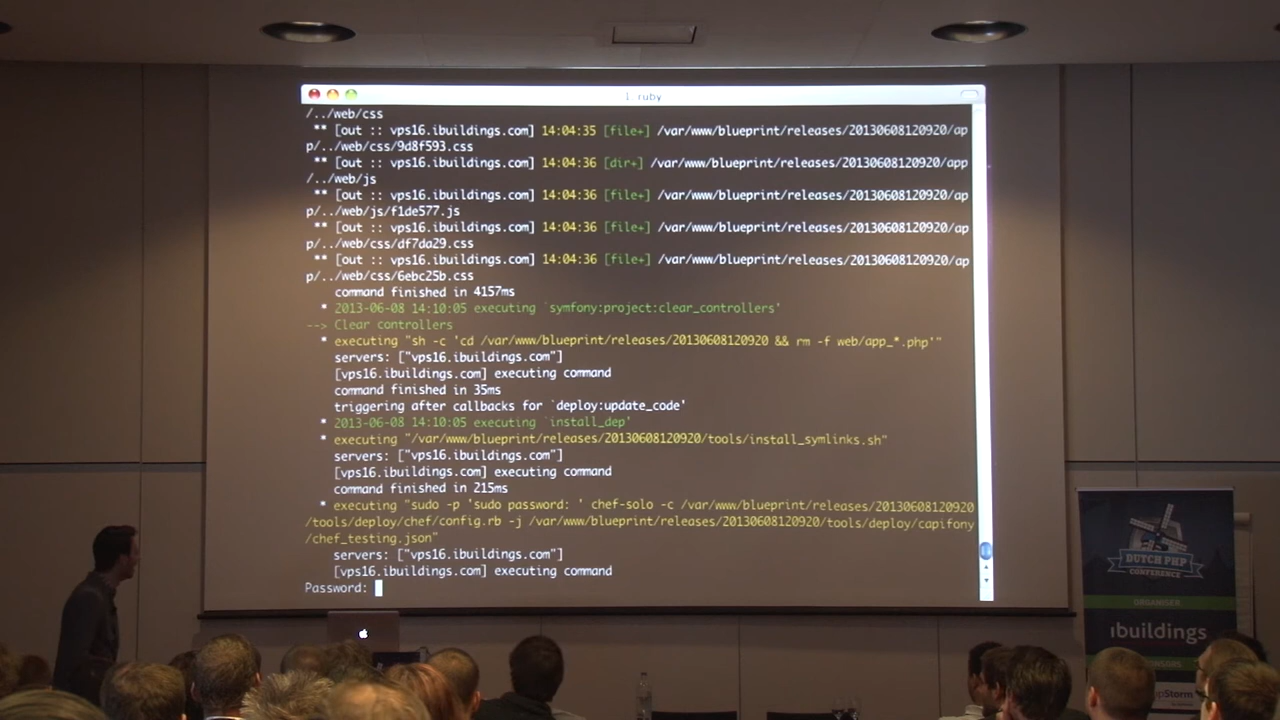 1. ruby
/../web/css
** [out :: vps16.ibuildings.com] 14:04:35 [file+] /var/www/blueprint/releases/20130608120920/ap
p/../web/css/9d8f593.css
** [out :: vps16.ibuildings.com] 14:04:36 [dir+] /var/www/blueprint/releases/20130608120920/app
/../web/js
** [out :: vps16.ibuildings.com] 14:04:36 [file+] /var/www/blueprint/releases/20130608120920/ap
p/../web/js/f1de577.js
** [out :: vps16.ibuildings.com] 14:04:36 [file+] /var/www/blueprint/releases/20130608120920/ap
p/../web/css/df7da29.css
** [out :: vps16.ibuildings.com] 14:04:36 [file+] /var/www/blueprint/releases/20130608120920/ap
p/../web/css/6ebc25b.css
command finished in 4157ms
* 2013-06-08 14:10:05 executing `symfony:project:clear_controllers'
--> Clear controllers
* executing "sh -c 'cd /var/www/blueprint/releases/20130608120920 && rm -f web/app_*.php'"
servers: ["vps16.ibuildings.com"]
[vps16.ibuildings.com] executing command
command finished in 35ms
triggering after callbacks for `deploy:update_code'
* 2013-06-08 14:10:05 executing `install_dep'
* executing "/var/www/blueprint/releases/20130608120920/tools/install_symlinks.sh"
servers: ["vps16.ibuildings.com"]
[vps16.ibuildings.com] executing command
command finished in 215ms
* executing "sudo -p 'sudo password: ' chef-solo -c /var/www/blueprint/releases/20130608120920
/tools/deploy/chef/config.rb -j /var/www/blueprint/releases/20130608120920/tools/deploy/capifony
/chef_testing.json"
servers: ["vps16.ibuildings.com"]
[vps16.ibuildings.com] executing command
Password:
DUTCH PHP
CONFERENCE
ORGANISER
ibuildings